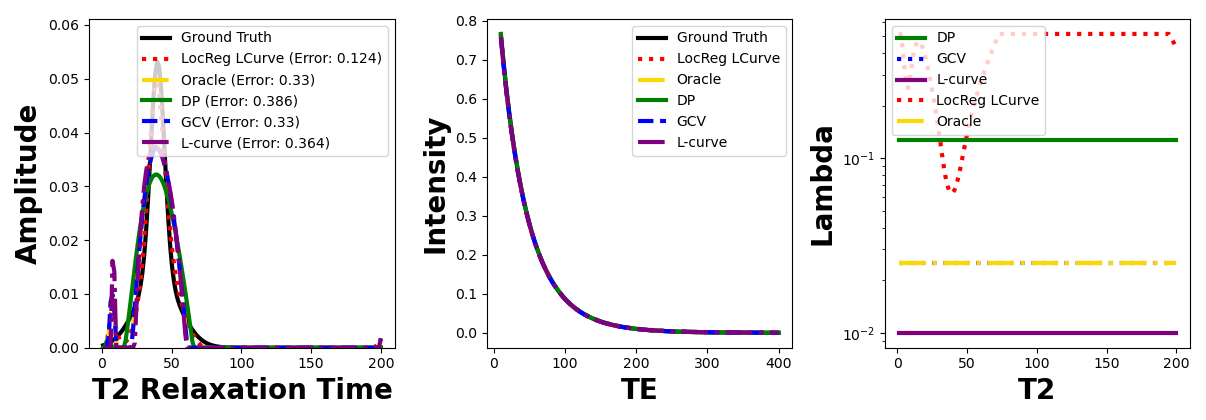 0.06
0.05
0.04
0.03
0.02
0.01
0.00
Amplitude
Ground Truth
LocReg LCurve (Error: 0.124)
Oracle (Error: 0.33)
DP (Error: 0.386)
GCV (Error: 0.33)
L-curve (Error: 0.364)
0 50 100 150 200
T2 Relaxation Time
0.8
0.7
0.6
0.5
0.4
0.3
0.2
0.1
0.0
Intensity
Ground Truth
LocReg LCurve
Oracle
DP
GCV
L-curve
0 100 200 300 400
TE
10⁻¹
10⁻²
Lambda
DP
GCV
L-curve
LocReg LCurve
Oracle
0 50 100 150 200
T2